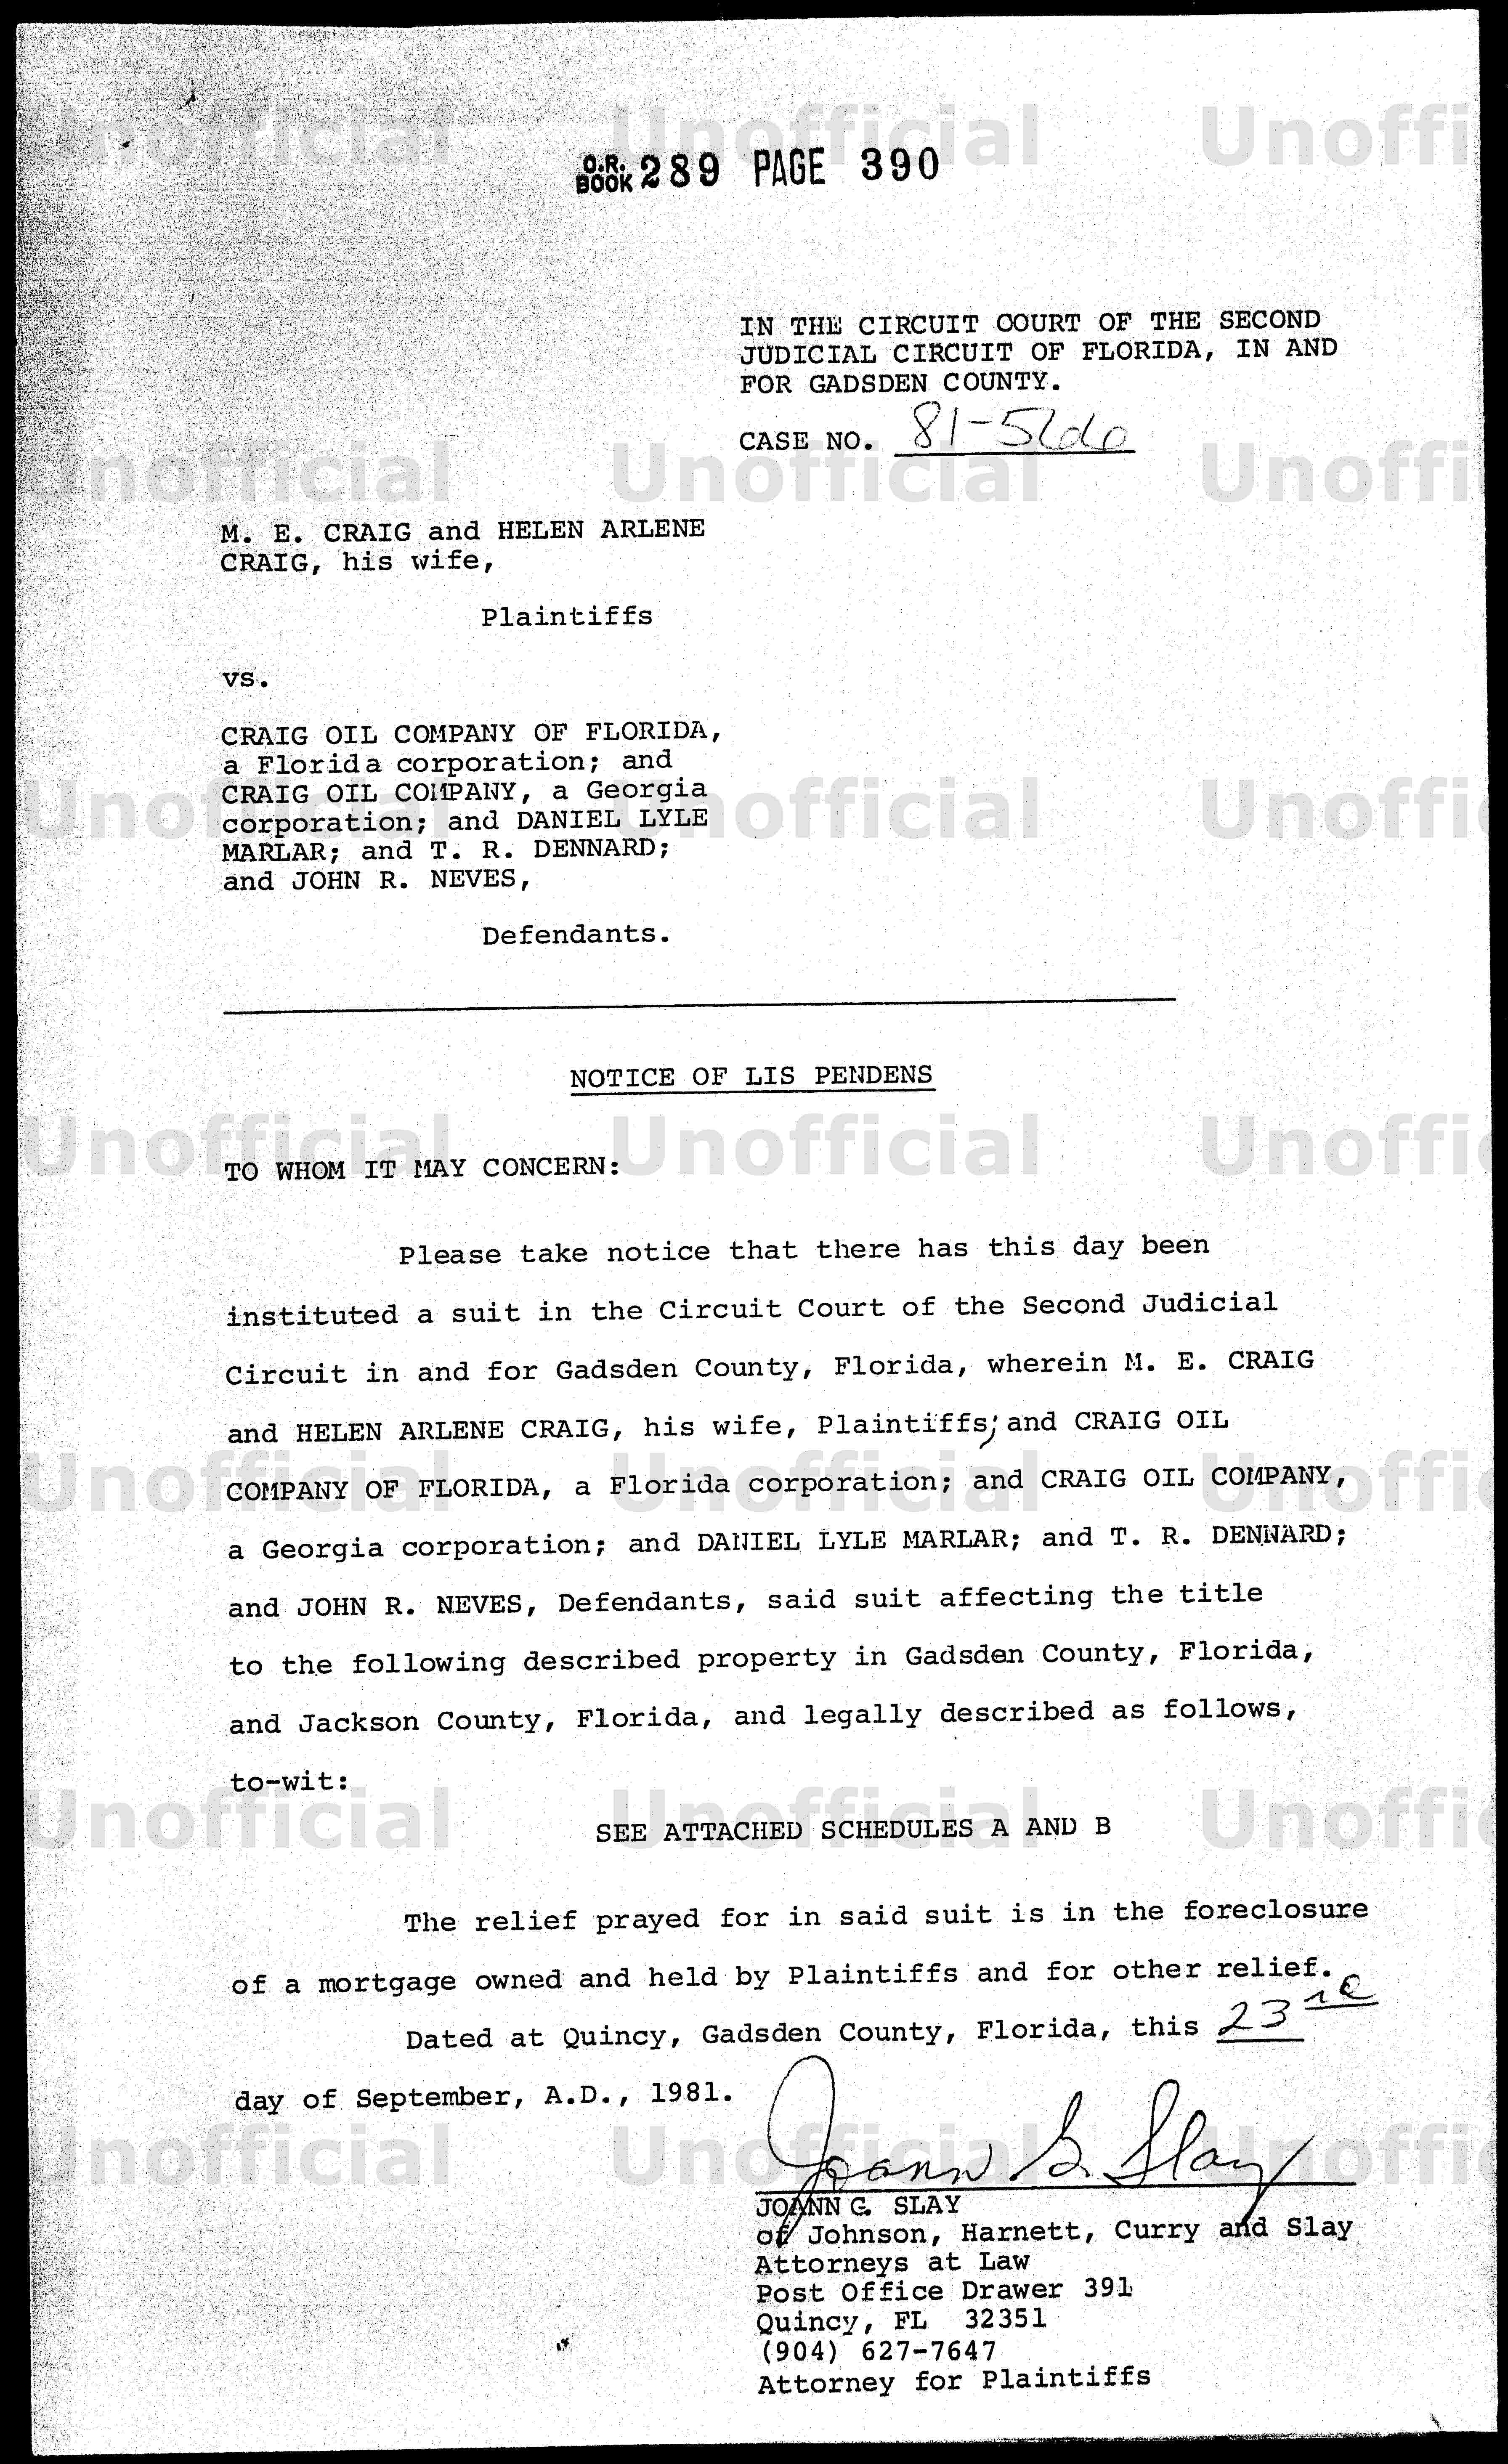 O.R.
BOOK 289 PAGE 390
IN THE CIRCUIT COURT OF THE SECOND
JUDICIAL CIRCUIT OF FLORIDA, IN AND
FOR GADSDEN COUNTY.
CASE NO. 81-566
M. E. CRAIG and HELEN ARLENE
CRAIG, his wife,
Plaintiffs
vs.
CRAIG OIL COMPANY OF FLORIDA,
a Florida corporation; and
CRAIG OIL COMPANY, a Georgia
corporation; and DANIEL LYLE
MARLAR; and T. R. DENNARD;
and JOHN R. NEVES,
Defendants.
NOTICE OF LIS PENDENS
TO WHOM IT MAY CONCERN:
Please take notice that there has this day been
instituted a suit in the Circuit Court of the Second Judicial
Circuit in and for Gadsden County, Florida, wherein M. E. CRAIG
and HELEN ARLENE CRAIG, his wife, Plaintiffs; and CRAIG OIL
COMPANY OF FLORIDA, a Florida corporation; and CRAIG OIL COMPANY,
a Georgia corporation; and DANIEL LYLE MARLAR; and T. R. DENNARD;
and JOHN R. NEVES, Defendants, said suit affecting the title
to the following described property in Gadsden County, Florida,
and Jackson County, Florida, and legally described as follows,
to-wit:
SEE ATTACHED SCHEDULES A AND B
The relief prayed for in said suit is in the foreclosure
of a mortgage owned and held by Plaintiffs and for other relief.
Dated at Quincy, Gadsden County, Florida, this 23rd
day of September, A.D., 1981.
Joann G. Slay
JOANN G. SLAY
of Johnson, Harnett, Curry and Slay
Attorneys at Law
Post Office Drawer 391
Quincy, FL 32351
(904) 627-7647
Attorney for Plaintiffs